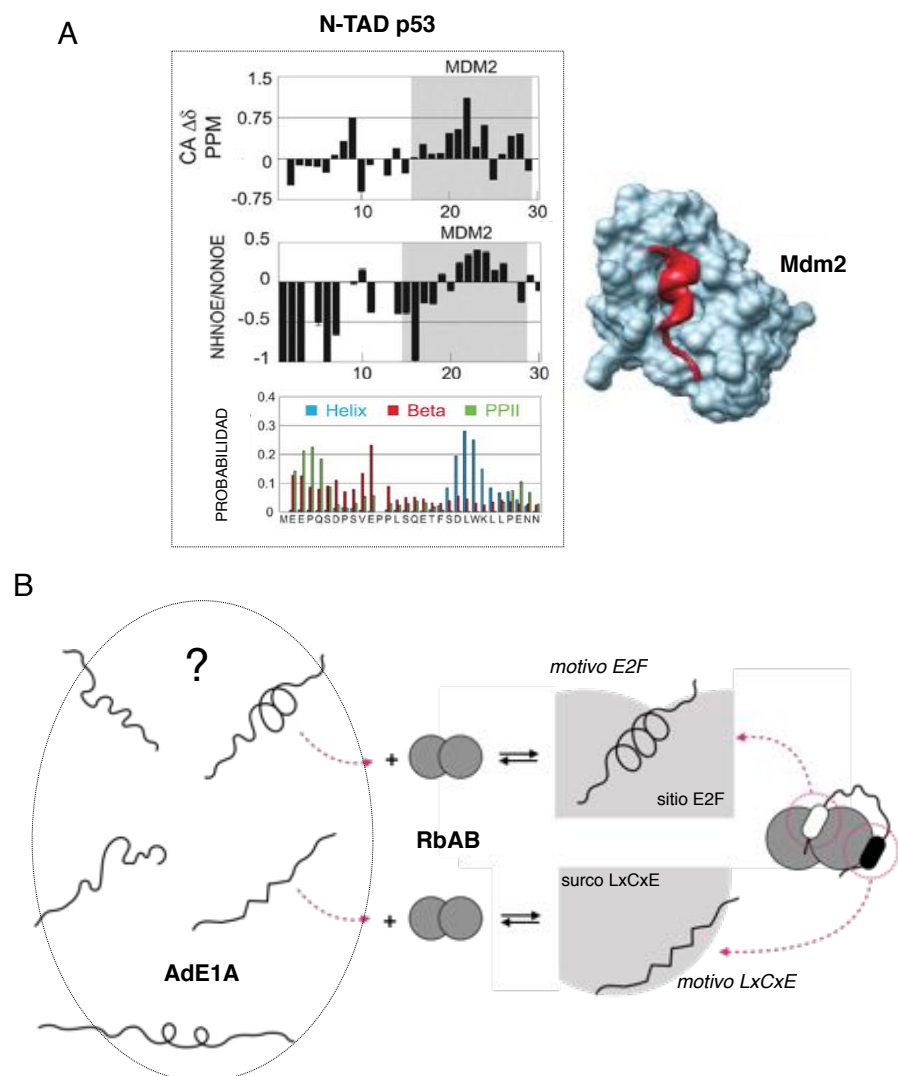 A
N-TAD p53
MDM2
CA Δδ
PPM
1.5
0.75
0
-0.75
10
20
30
MDM2
NHNOE/NONOE
0.5
0
-0.5
-1
10
20
30
Mdm2
PROBABILIDAD
0.4
0.3
0.2
0.1
0
Helix Beta PPII
MEEPQSDPSVEPPLSQETFSDLWKLLPENN
B
?
motivo E2F
+
sitio E2F
RbAB
surco LxCxE
+
AdE1A
motivo LxCxE